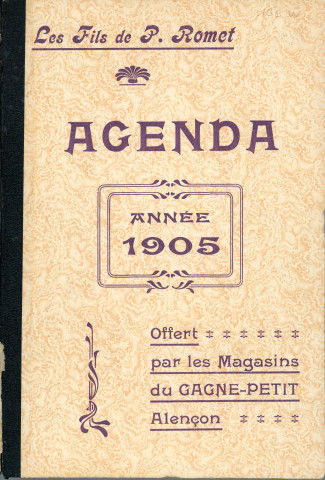 Les Fils de P. Romet
AGENDA
ANNÉE
1905
Offert ‡ ‡ ‡ ‡ ‡ ‡
par les Magasins
du GAGNE-PETIT
Alençon ‡ ‡ ‡ ‡